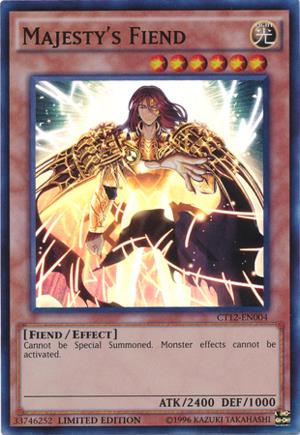 MAJESTY'S FIEND
LIGHT
光
CT12-EN004
[FIEND / EFFECT]
Cannot be Special Summoned. Monster effects cannot be
activated.
ATK/2400 DEF/1000
33746252 LIMITED EDITION ©1996 KAZUKI TAKAHASHI